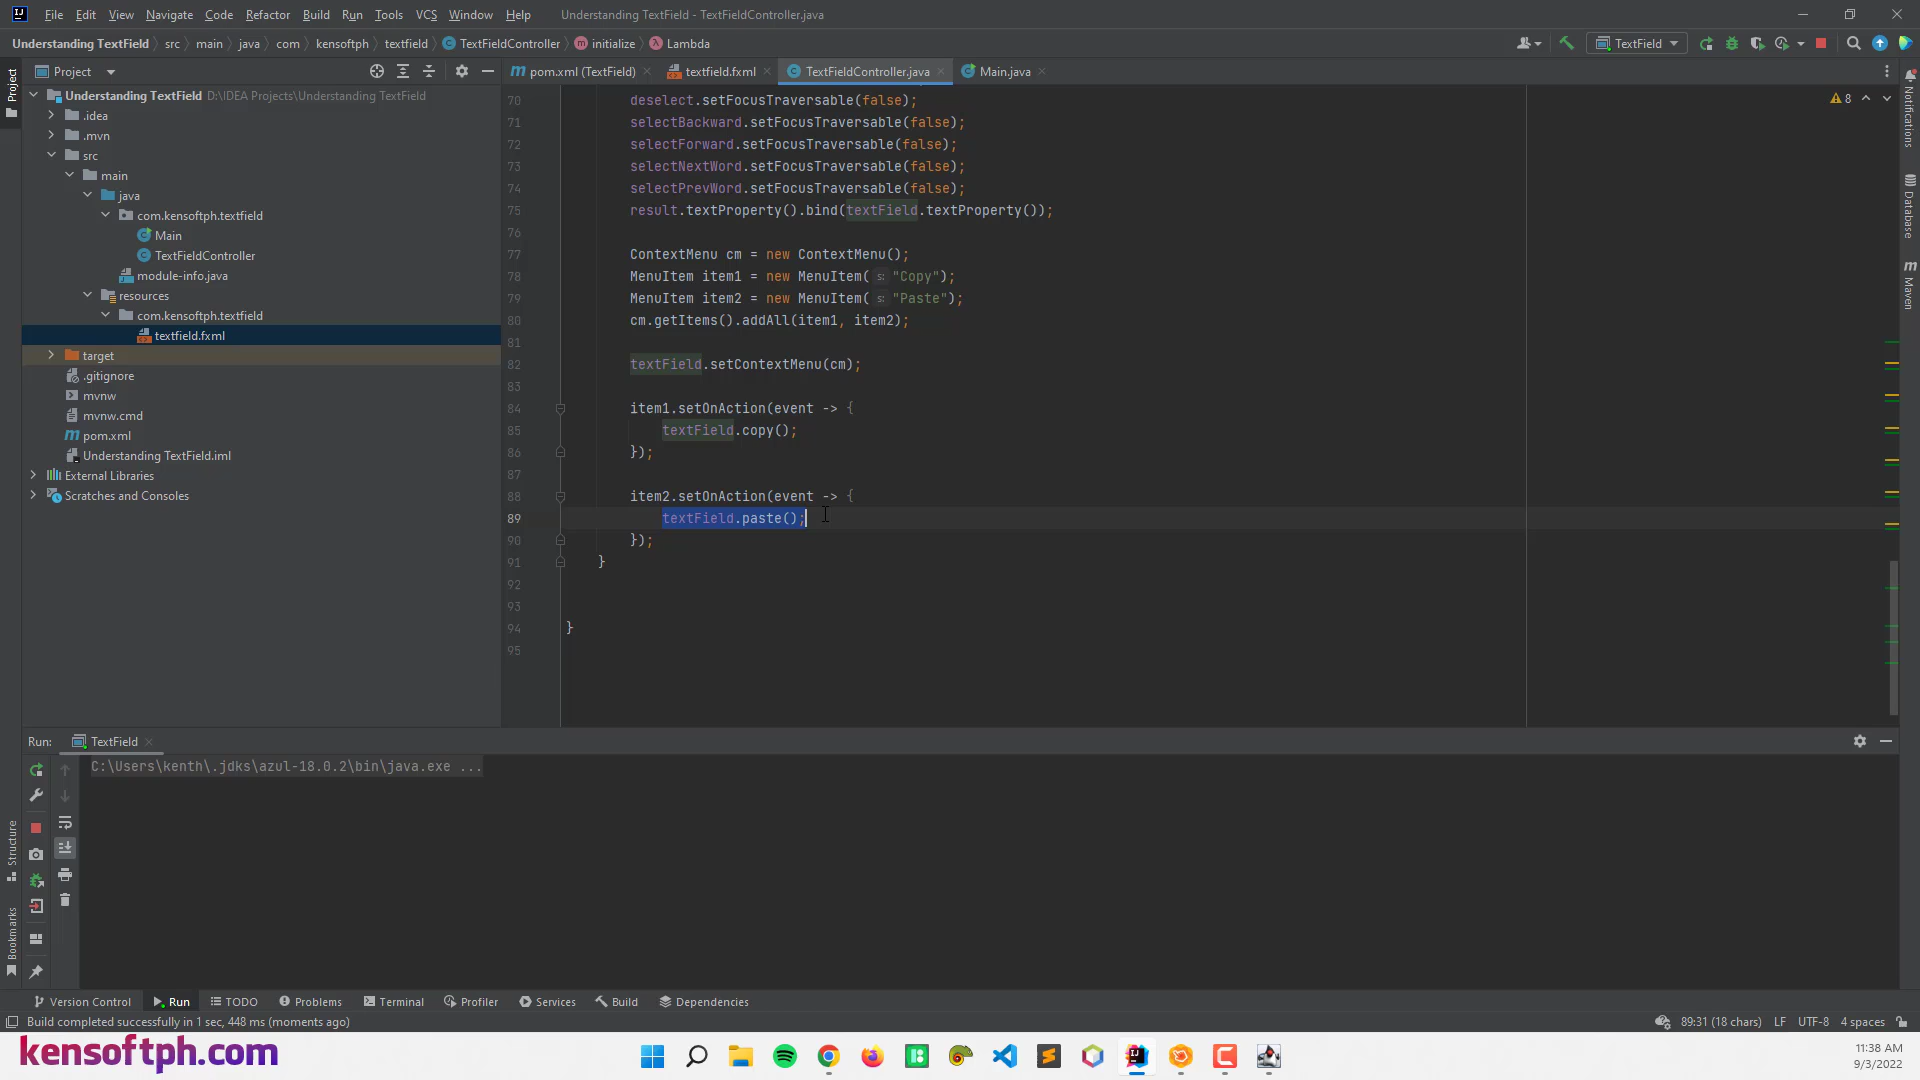 File Edit View Navigate Code Refactor Build Run Tools VCS Window Help Understanding TextField - TextFieldController.java
Understanding TextField src main java com kensoftph textfield TextFieldController initialize Lambda TextField
Project
Project
pom.xml (TextField) textfield.fxml TextFieldController.java Main.java
Understanding TextField D:\IDEA Projects\Understanding TextField
.idea
.mvn
src
main
java
com.kensoftph.textfield
Main
TextFieldController
module-info.java
resources
com.kensoftph.textfield
textfield.fxml
target
.gitignore
mvnw
mvnw.cmd
pom.xml
Understanding TextField.iml
External Libraries
Scratches and Consoles
8
70 deselect.setFocusTraversable(false);
71 selectBackward.setFocusTraversable(false);
72 selectForward.setFocusTraversable(false);
73 selectNextWord.setFocusTraversable(false);
74 selectPrevWord.setFocusTraversable(false);
75 result.textProperty().bind(textField.textProperty());
76
77 ContextMenu cm = new ContextMenu();
78 MenuItem item1 = new MenuItem( s: "Copy");
79 MenuItem item2 = new MenuItem( s: "Paste");
80 cm.getItems().addAll(item1, item2);
81
82 textField.setContextMenu(cm);
83
84 item1.setOnAction(event -> {
85 textField.copy();
86 });
87
88 item2.setOnAction(event -> {
89 textField.paste();
90 });
91 }
92
93
94 }
95
Notifications
Database
Maven
Run: TextField
C:\Users\kenth\.jdks\azul-18.0.2\bin\java.exe ...
Structure
Bookmarks
Version Control Run TODO Problems Terminal Profiler Services Build Dependencies
Build completed successfully in 1 sec, 448 ms (moments ago) 89:31 (18 chars) LF UTF-8 4 spaces
kensoftph.com
11:38 AM
9/3/2022